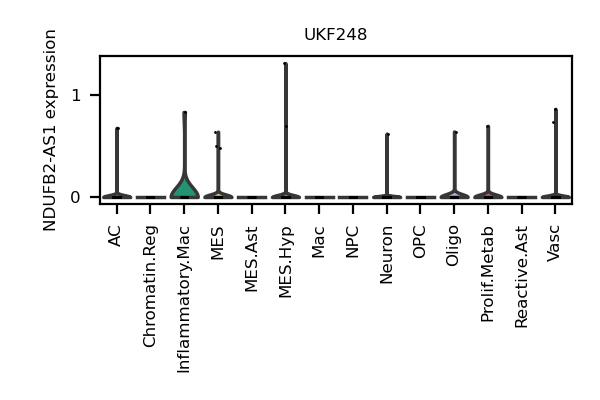 UKF248
NDUFB2-AS1 expression
1
0
AC
Chromatin.Reg
Inflammatory.Mac
MES
MES.Ast
MES.Hyp
Mac
NPC
Neuron
OPC
Oligo
Prolif.Metab
Reactive.Ast
Vasc